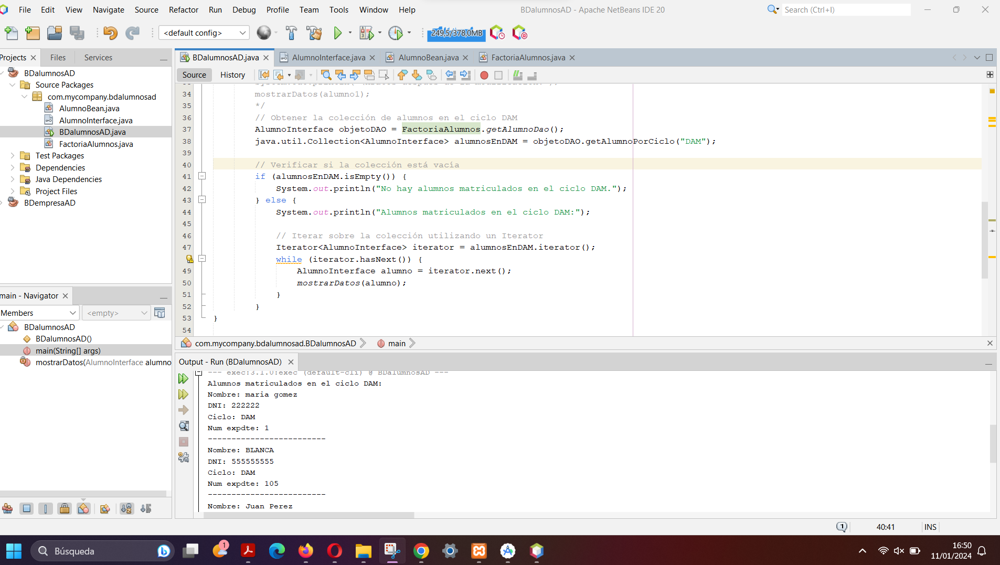 File Edit View Navigate Source Refactor Run Debug Profile Team Tools Window Help
BDalumnosAD - Apache NetBeans IDE 20
Search (Ctrl+I)
<default config>
249,5/378,0MB
Projects Files Services
BDalumnosAD
Source Packages
com.mycompany.bdalumnosad
AlumnoBean.java
AlumnoInterface.java
BDalumnosAD.java
FactoriaAlumnos.java
Test Packages
Dependencies
Java Dependencies
Project Files
BDempresaAD
main - Navigator
Members
<empty>
BDalumnosAD
BDalumnosAD()
main(String[] args)
mostrarDatos(AlumnoInterface alumno
BDalumnosAD.java AlumnoInterface.java AlumnoBean.java FactoriaAlumnos.java
Source History
34 mostrarDatos(alumno1);
35 */
36 // Obtener la colección de alumnos en el ciclo DAM
37 AlumnoInterface objetoDAO = FactoriaAlumnos.getAlumnoDao();
38 java.util.Collection<AlumnoInterface> alumnosEnDAM = objetoDAO.getAlumnoPorCiclo("DAM");
39
40 // Verificar si la colección está vacía
41 if (alumnosEnDAM.isEmpty()) {
42 System.out.println("No hay alumnos matriculados en el ciclo DAM.");
43 } else {
44 System.out.println("Alumnos matriculados en el ciclo DAM:");
45
46 // Iterar sobre la colección utilizando un Iterator
47 Iterator<AlumnoInterface> iterator = alumnosEnDAM.iterator();
while (iterator.hasNext()) {
49 AlumnoInterface alumno = iterator.next();
50 mostrarDatos(alumno);
51 }
52 }
53 }
54
com.mycompany.bdalumnosad.BDalumnosAD main
Output - Run (BDalumnosAD)
--- exec:3.1.0:exec (default-cli) @ BDalumnosAD ---
Alumnos matriculados en el ciclo DAM:
Nombre: maria gomez
DNI: 222222
Ciclo: DAM
Num expdte: 1
-------------------------
Nombre: BLANCA
DNI: 555555555
Ciclo: DAM
Num expdte: 105
-------------------------
Nombre: Juan Perez
1
40:41 INS
Búsqueda
1
16:50
11/01/2024